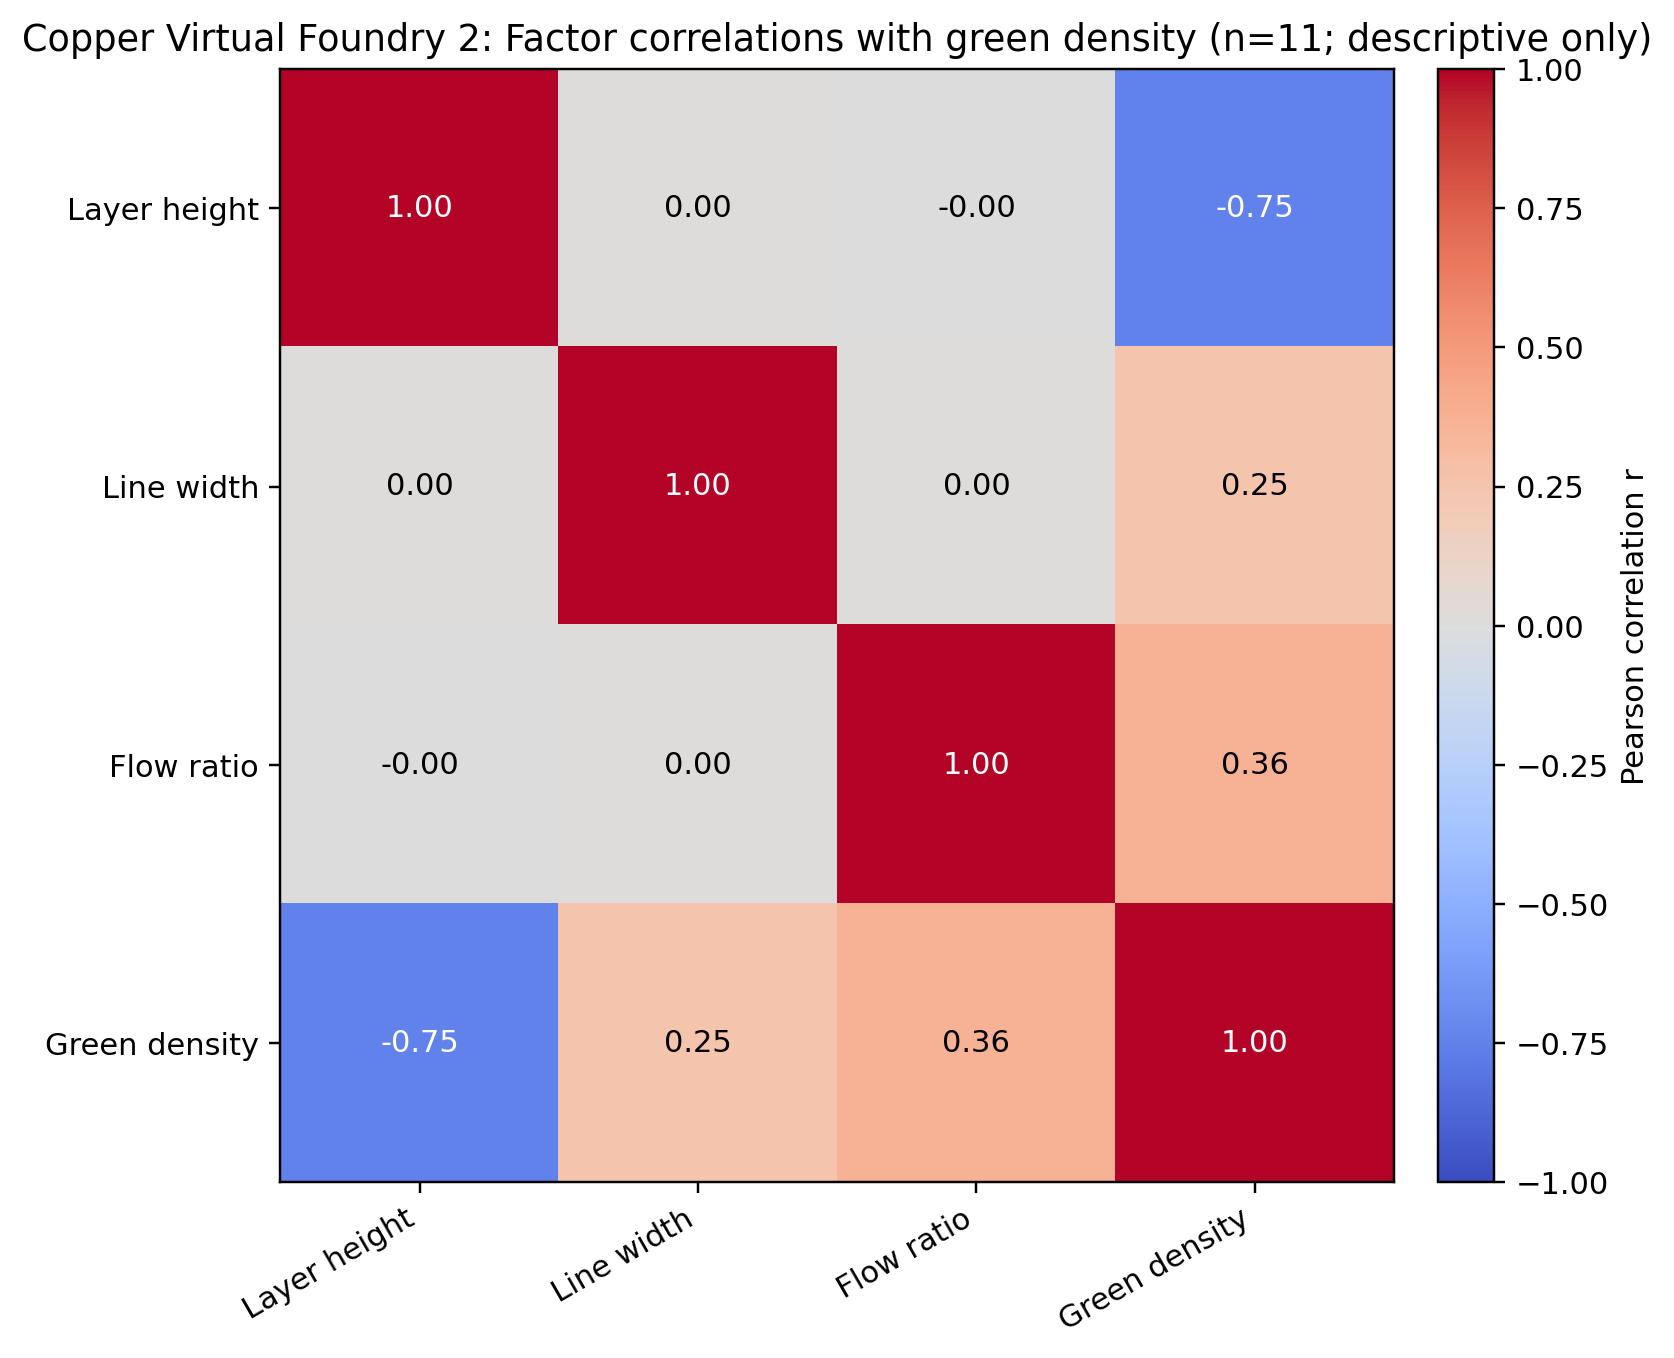 Copper Virtual Foundry 2: Factor correlations with green density (n=11; descriptive only)
Layer height
1.00
0.00
-0.00
-0.75
Line width
0.00
1.00
0.00
0.25
Flow ratio
-0.00
0.00
1.00
0.36
Green density
-0.75
0.25
0.36
1.00
Layer height
Line width
Flow ratio
Green density
1.00
0.75
0.50
0.25
0.00
−0.25
−0.50
−0.75
−1.00
Pearson correlation r